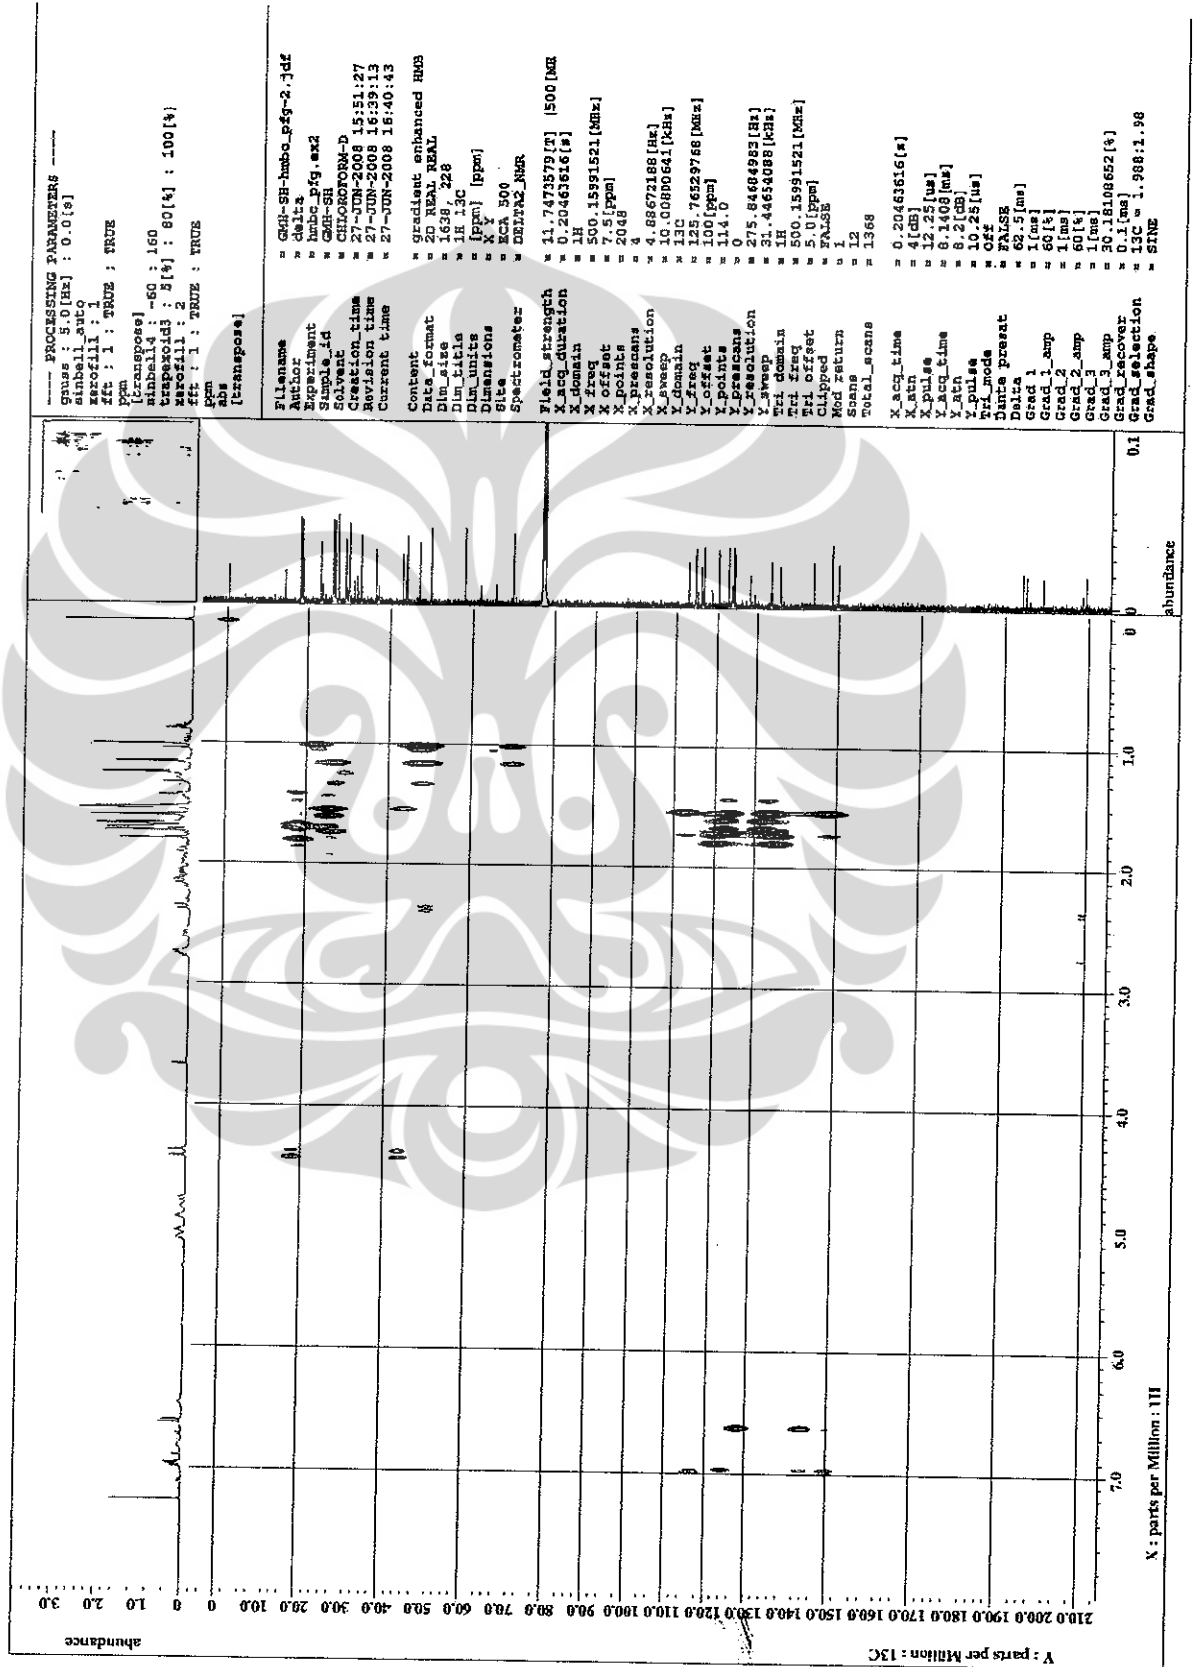 ---- PROCESSING PARAMETERS ----
gauss : 5.0[Hz] : 0.0[s]
sinbell_auto
zerofill : 1
fft : 1 : TRUE : TRUE
ppm
[transpose]
sinbell4 : -60 : 160
trapezoid3 : 5[%] : 80[%] : 100[%]
zerofill : 2
fft : 1 : TRUE : TRUE
ppm
abs
[transpose]
Filename = GMH-SH-hmbc_pfg-2.jdf
Author = delta
Experiment = hmbc_pfg.ex2
Sample_id = GMH-SH
Solvent = CHLOROFORM-D
Creation_time = 27-JUN-2008 15:51:27
Revision_time = 27-JUN-2008 16:39:13
Current_time = 27-JUN-2008 16:40:43
Content = gradient enhanced HMB
Data_format = 2D REAL REAL
Dim_size = 1638, 228
Dim_title = 1H 13C
Dim_units = [ppm] [ppm]
Dimensions = X Y
Site = ECA 500
Spectrometer = DELTA2_NMR
Field_strength = 11.7473579[T] (500[MH
X_acq_duration = 0.20463616[s]
X_domain = 1H
X_freq = 500.15991521[MHz]
X_offset = 7.5[ppm]
X_points = 2048
X_prescans = 4
X_resolution = 4.88672188[Hz]
X_sweep = 10.00800641[kHz]
Y_domain = 13C
Y_freq = 125.76529768[MHz]
Y_offset = 100[ppm]
Y_points = 114.0
Y_prescans = 0
Y_resolution = 275.84684983[Hz]
Y_sweep = 31.44654088[kHz]
Tri_domain = 1H
Tri_freq = 500.15991521[MHz]
Tri_offset = 5.0[ppm]
Clipped = FALSE
Mod_return = 1
Scans = 12
Total_scans = 1368
X_acq_time = 0.20463616[s]
X_atn = 4[dB]
X_pulse = 12.25[us]
Y_acq_time = 8.1408[ms]
Y_atn = 8.2[dB]
Y_pulse = 10.25[us]
Tri_mode = Off
Dante_presat = FALSE
Delta = 62.5[ms]
Grad_1 = 1[ms]
Grad_1_amp = 60[%]
Grad_2 = 1[ms]
Grad_2_amp = 60[%]
Grad_3 = 1[ms]
Grad_3_amp = 30.18108652[%]
Grad_recover = 0.1[ms]
Grad_selection = 13C = 1.988:1.98
Grad_shape = SINE
abundance
0 0.1
abundance
0 1.0 2.0 3.0
0 1.0 2.0 3.0 4.0 5.0 6.0 7.0
X : parts per Million : 1H
0 10.0 20.0 30.0 40.0 50.0 60.0 70.0 80.0 90.0 100.0 110.0 120.0 130.0 140.0 150.0 160.0 170.0 180.0 190.0 200.0 210.0
Y : parts per Million : 13C